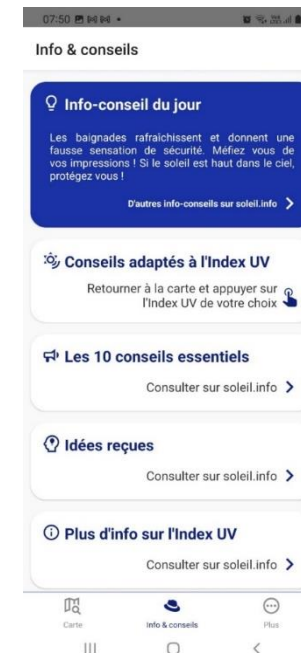 07:50
Info & conseils
Info-conseil du jour
Les baignades rafraîchissent et donnent une
fausse sensation de sécurité. Méfiez vous de
vos impressions ! Si le soleil est haut dans le ciel,
protégez vous !
D'autres info-conseils sur soleil.info
Conseils adaptés à l'Index UV
Retourner à la carte et appuyer sur
l'Index UV de votre choix
Les 10 conseils essentiels
Consulter sur soleil.info
Idées reçues
Consulter sur soleil.info
Plus d'info sur l'Index UV
Consulter sur soleil.info
Carte
Info & conseils
Plus